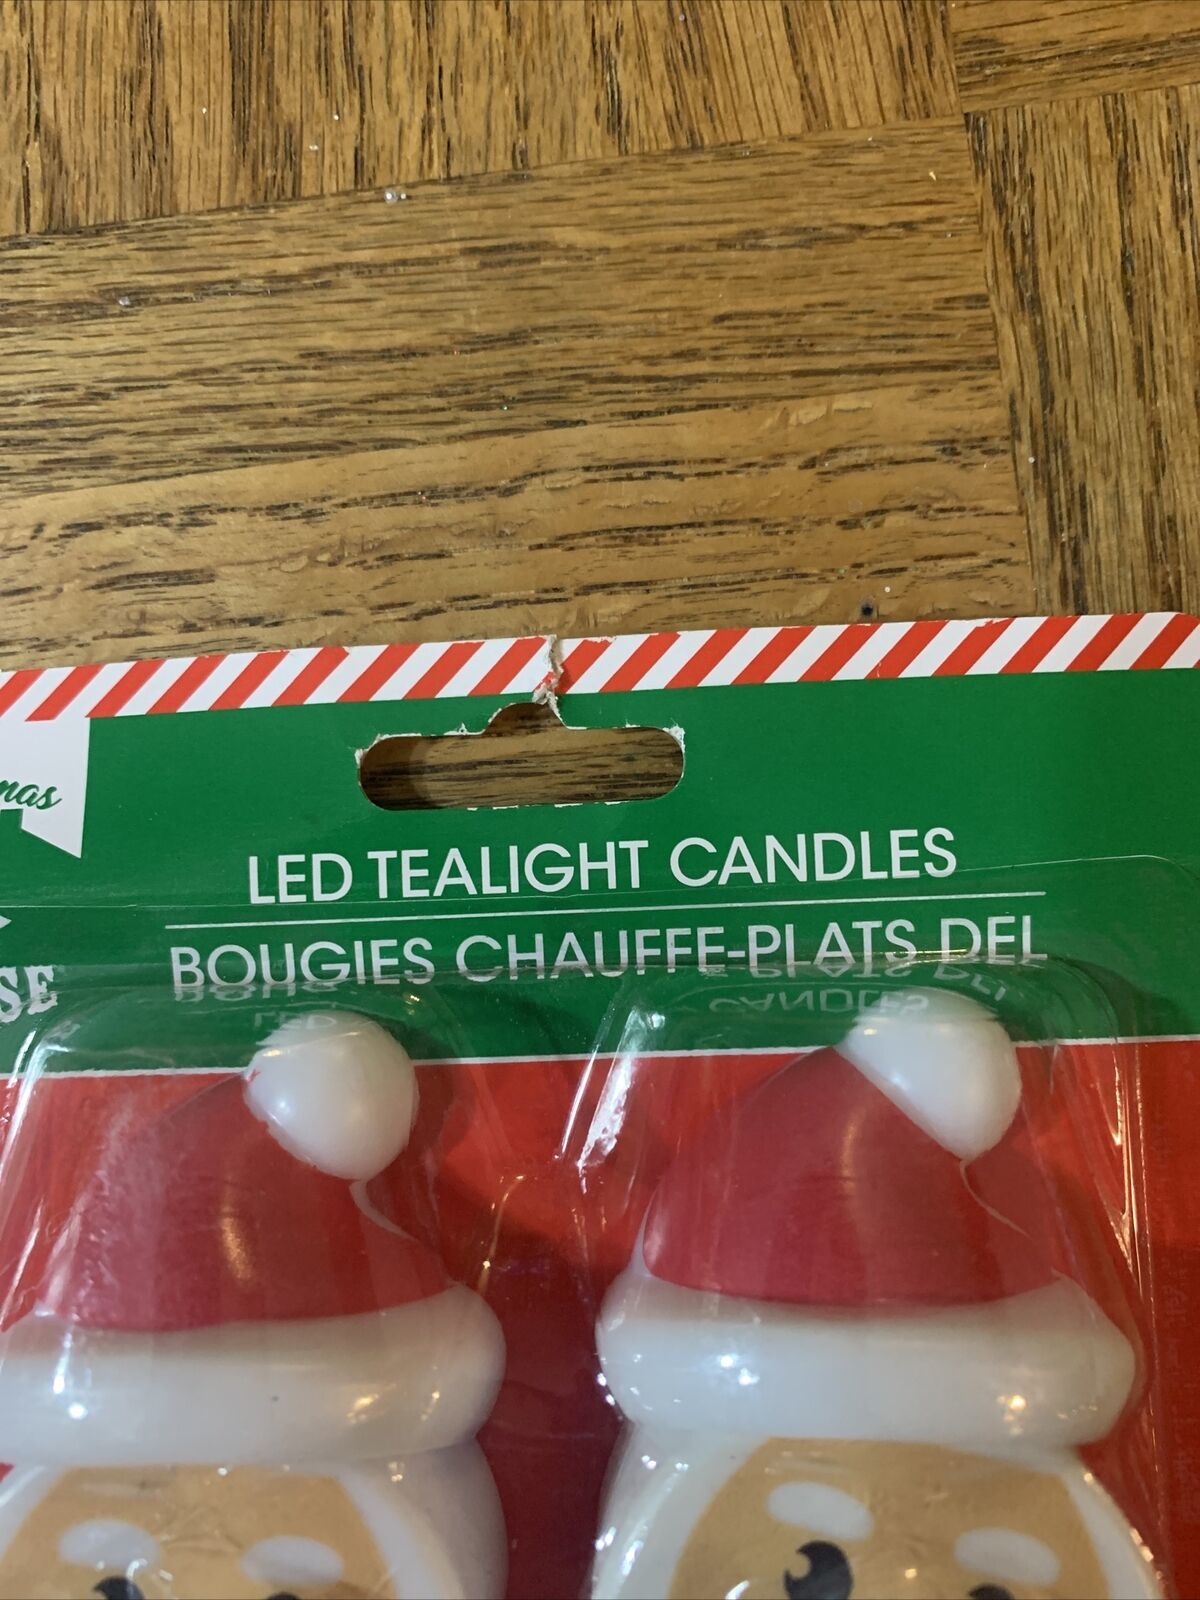 LED TEALIGHT CANDLES
BOUGIES CHAUFFE-PLATS DEL